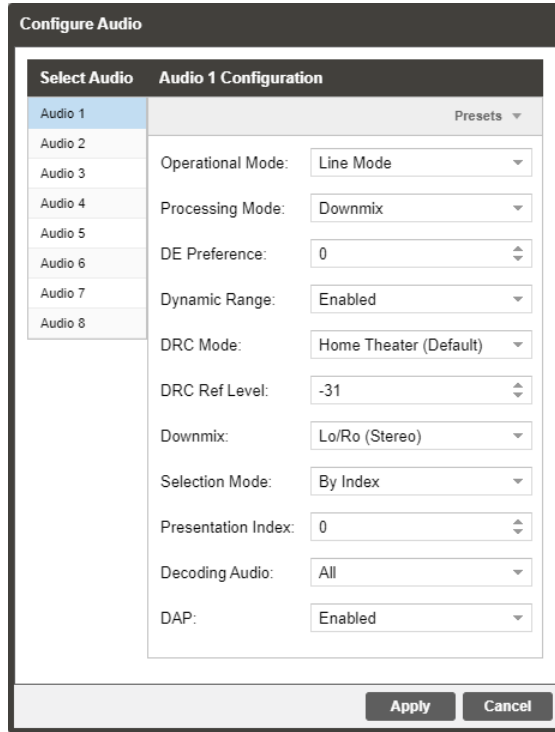 Configure Audio
Select Audio
Audio 1 Configuration
Audio 1
Audio 2
Audio 3
Audio 4
Audio 5
Audio 6
Audio 7
Audio 8
Presets
Operational Mode: Line Mode
Processing Mode: Downmix
DE Preference: 0
Dynamic Range: Enabled
DRC Mode: Home Theater (Default)
DRC Ref Level: -31
Downmix: Lo/Ro (Stereo)
Selection Mode: By Index
Presentation Index: 0
Decoding Audio: All
DAP: Enabled
Apply
Cancel